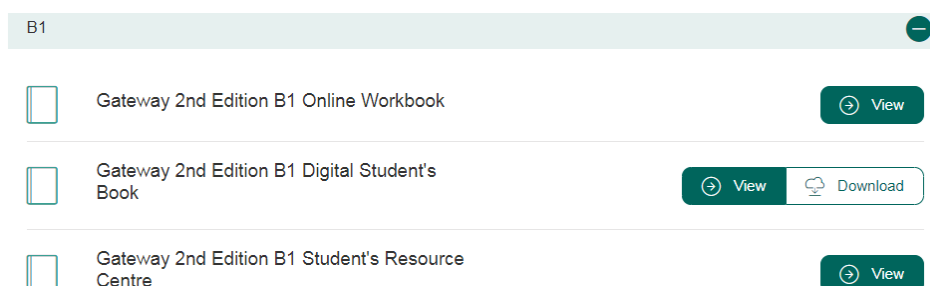 B1
Gateway 2nd Edition B1 Online Workbook
View
Gateway 2nd Edition B1 Digital Student's
Book
View
Download
Gateway 2nd Edition B1 Student's Resource
Centre
View